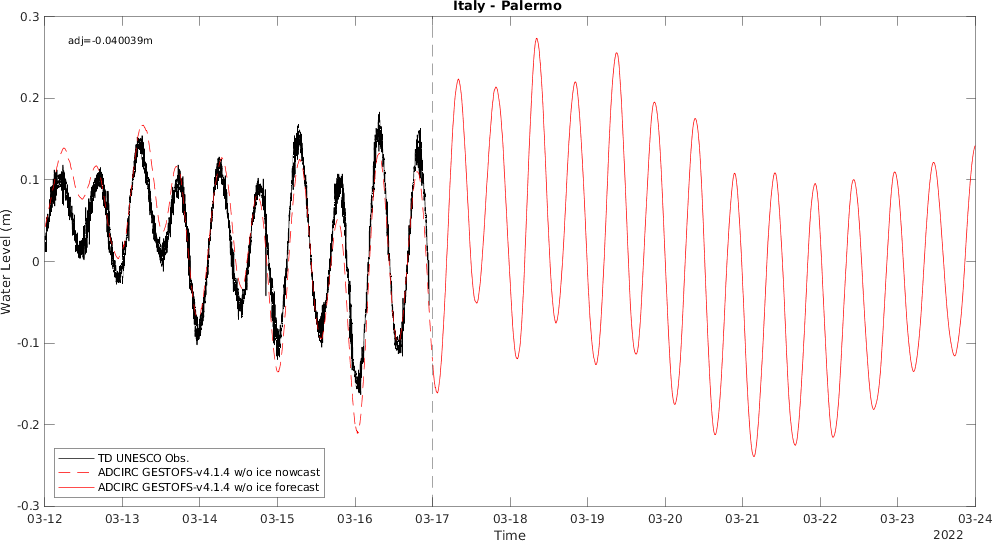 Italy - Palermo
adj=-0.040039m
0.3
0.2
0.1
0
-0.1
-0.2
-0.3
Water Level (m)
TD UNESCO Obs.
ADCIRC GESTOFS-v4.1.4 w/o ice nowcast
ADCIRC GESTOFS-v4.1.4 w/o ice forecast
03-12 03-13 03-14 03-15 03-16 03-17 03-18 03-19 03-20 03-21 03-22 03-23 03-24
Time
2022